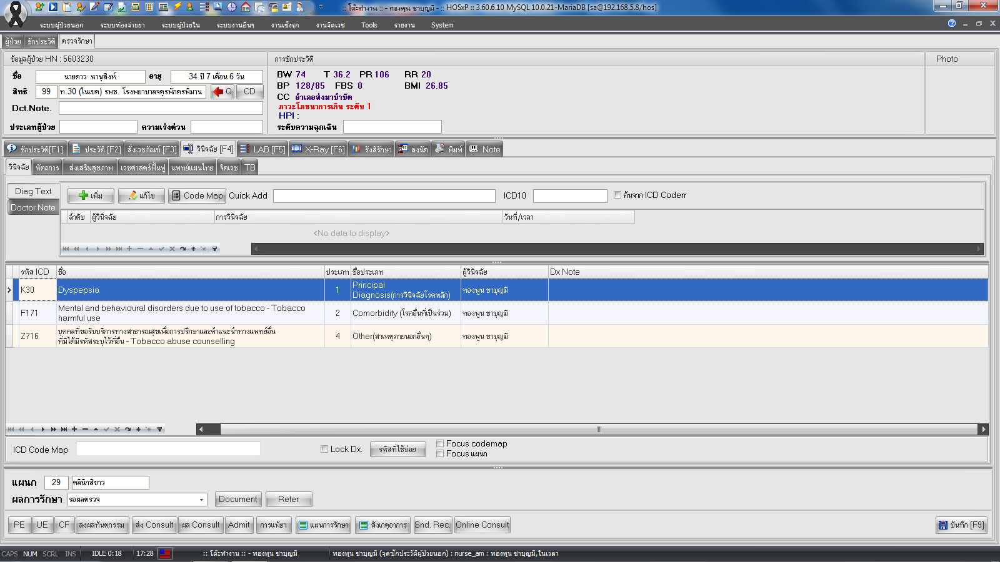 :: โต๊ะทำงาน :: - ทองพูน ชาบุญมี - :: HOSxP :: 3.60.6.10 MySQL 10.0.21-MariaDB [sa@192.168.5.8/hos]
ระบบผู้ป่วยนอก ระบบห้องจ่ายยา ระบบผู้ป่วยใน ระบบงานอื่นๆ งานเชิงรุก งานจิตเวช Tools รายงาน System
ผู้ป่วย ซักประวัติ ตรวจรักษา
ข้อมูลผู้ป่วย HN : 5603230
ชื่อ นายดาว หานุสิงห์ อายุ 34 ปี 7 เดือน 6 วัน
สิทธิ 99 ท.30 (ในเขต) รพช. โรงพยาบาลจตุรพักตรพิมาน Q CD
Dct.Note.
ประเภทผู้ป่วย ความเร่งด่วน
การซักประวัติ
BW 74 T 36.2 PR 106 RR 20
BP 128/85 FBS 0 BMI 26.85
CC อำเภอส่งมาบำบัด
ภาวะโภชนาการเกิน ระดับ 1
HPI :
ระดับความฉุกเฉิน
Photo
ซักประวัติ[F1] ประวัติ [F2] สั่งเวชภัณฑ์ [F3] วินิจฉัย [F4] LAB [F5] X-Ray [F6] รังสีรักษา ลงนัด พิมพ์ Note
วินิจฉัย หัตถการ ส่งเสริมสุขภาพ เวชศาสตร์ฟื้นฟู แพทย์แผนไทย จิตเวช TB
Diag Text
Doctor Note
เพิ่ม แก้ไข Code Map Quick Add ICD10 ค้นจาก ICD Coderr
ลำดับ ผู้วินิจฉัย การวินิจฉัย วันที่/เวลา
<No data to display>
รหัส ICD ชื่อ ประเภท ชื่อประเภท ผู้วินิจฉัย Dx Note
K30 Dyspepsia 1 Principal Diagnosis(การวินิจฉัยโรคหลัก) ทองพูน ชาบุญมี
F171 Mental and behavioural disorders due to use of tobacco - Tobacco harmful use 2 Comorbidity (โรคอื่นที่เป็นร่วม) ทองพูน ชาบุญมี
Z716 บุคคลที่ขอรับบริการทางสาธารณสุขเพื่อการปรึกษาและคำแนะนำทางแพทย์อื่น ที่มิได้มีรหัสระบุไว้ที่อื่น - Tobacco abuse counselling 4 Other(สาเหตุภายนอกอื่นๆ) ทองพูน ชาบุญมี
ICD Code Map Lock Dx. รหัสที่ใช้บ่อย Focus codemap
Focus แผนก
แผนก 29 คลินิกสีขาว
ผลการรักษา รอผลตรวจ Document Refer
PE UE CF ลงผลทันตกรรม ส่ง Consult ผล Consult Admit การแพ้ยา แผนการรักษา สังเกตุอาการ Snd. Rec. Online Consult บันทึก [F9]
CAPS NUM SCRL INS IDLE 0:18 17:28 :: โต๊ะทำงาน :: - ทองพูน ชาบุญมี ทองพูน ชาบุญมี (จุดซักประวัติผู้ป่วยนอก) : nurse_am : ทองพูน ชาบุญมี,ในเวลา